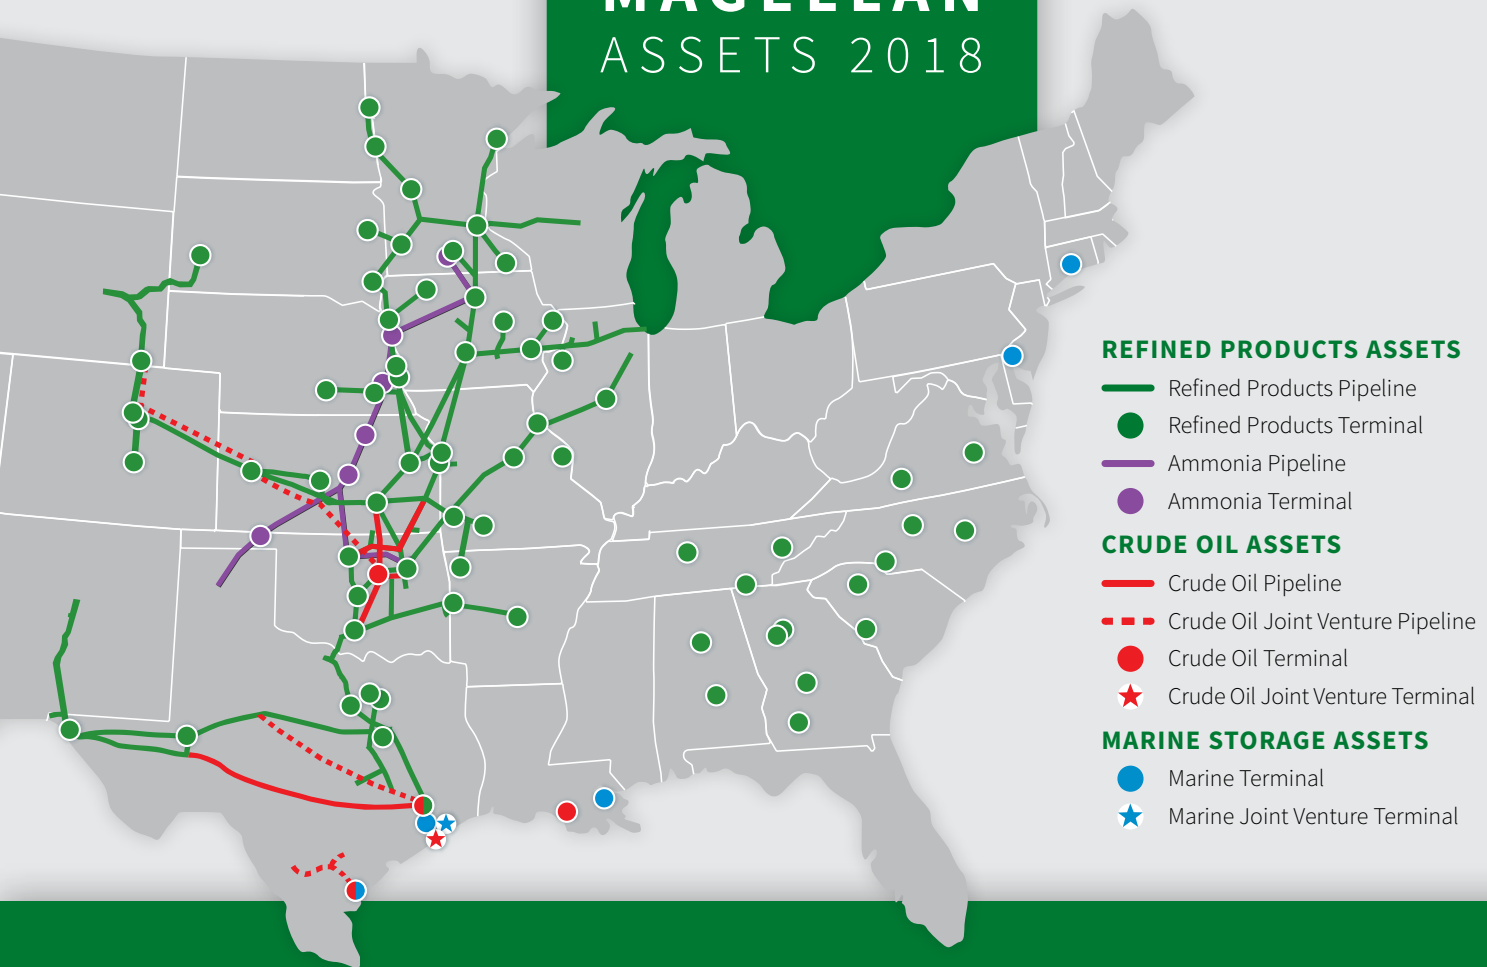 MAGELLAN
ASSETS 2018
REFINED PRODUCTS ASSETS
Refined Products Pipeline
Refined Products Terminal
Ammonia Pipeline
Ammonia Terminal
CRUDE OIL ASSETS
Crude Oil Pipeline
Crude Oil Joint Venture Pipeline
Crude Oil Terminal
Crude Oil Joint Venture Terminal
MARINE STORAGE ASSETS
Marine Terminal
Marine Joint Venture Terminal